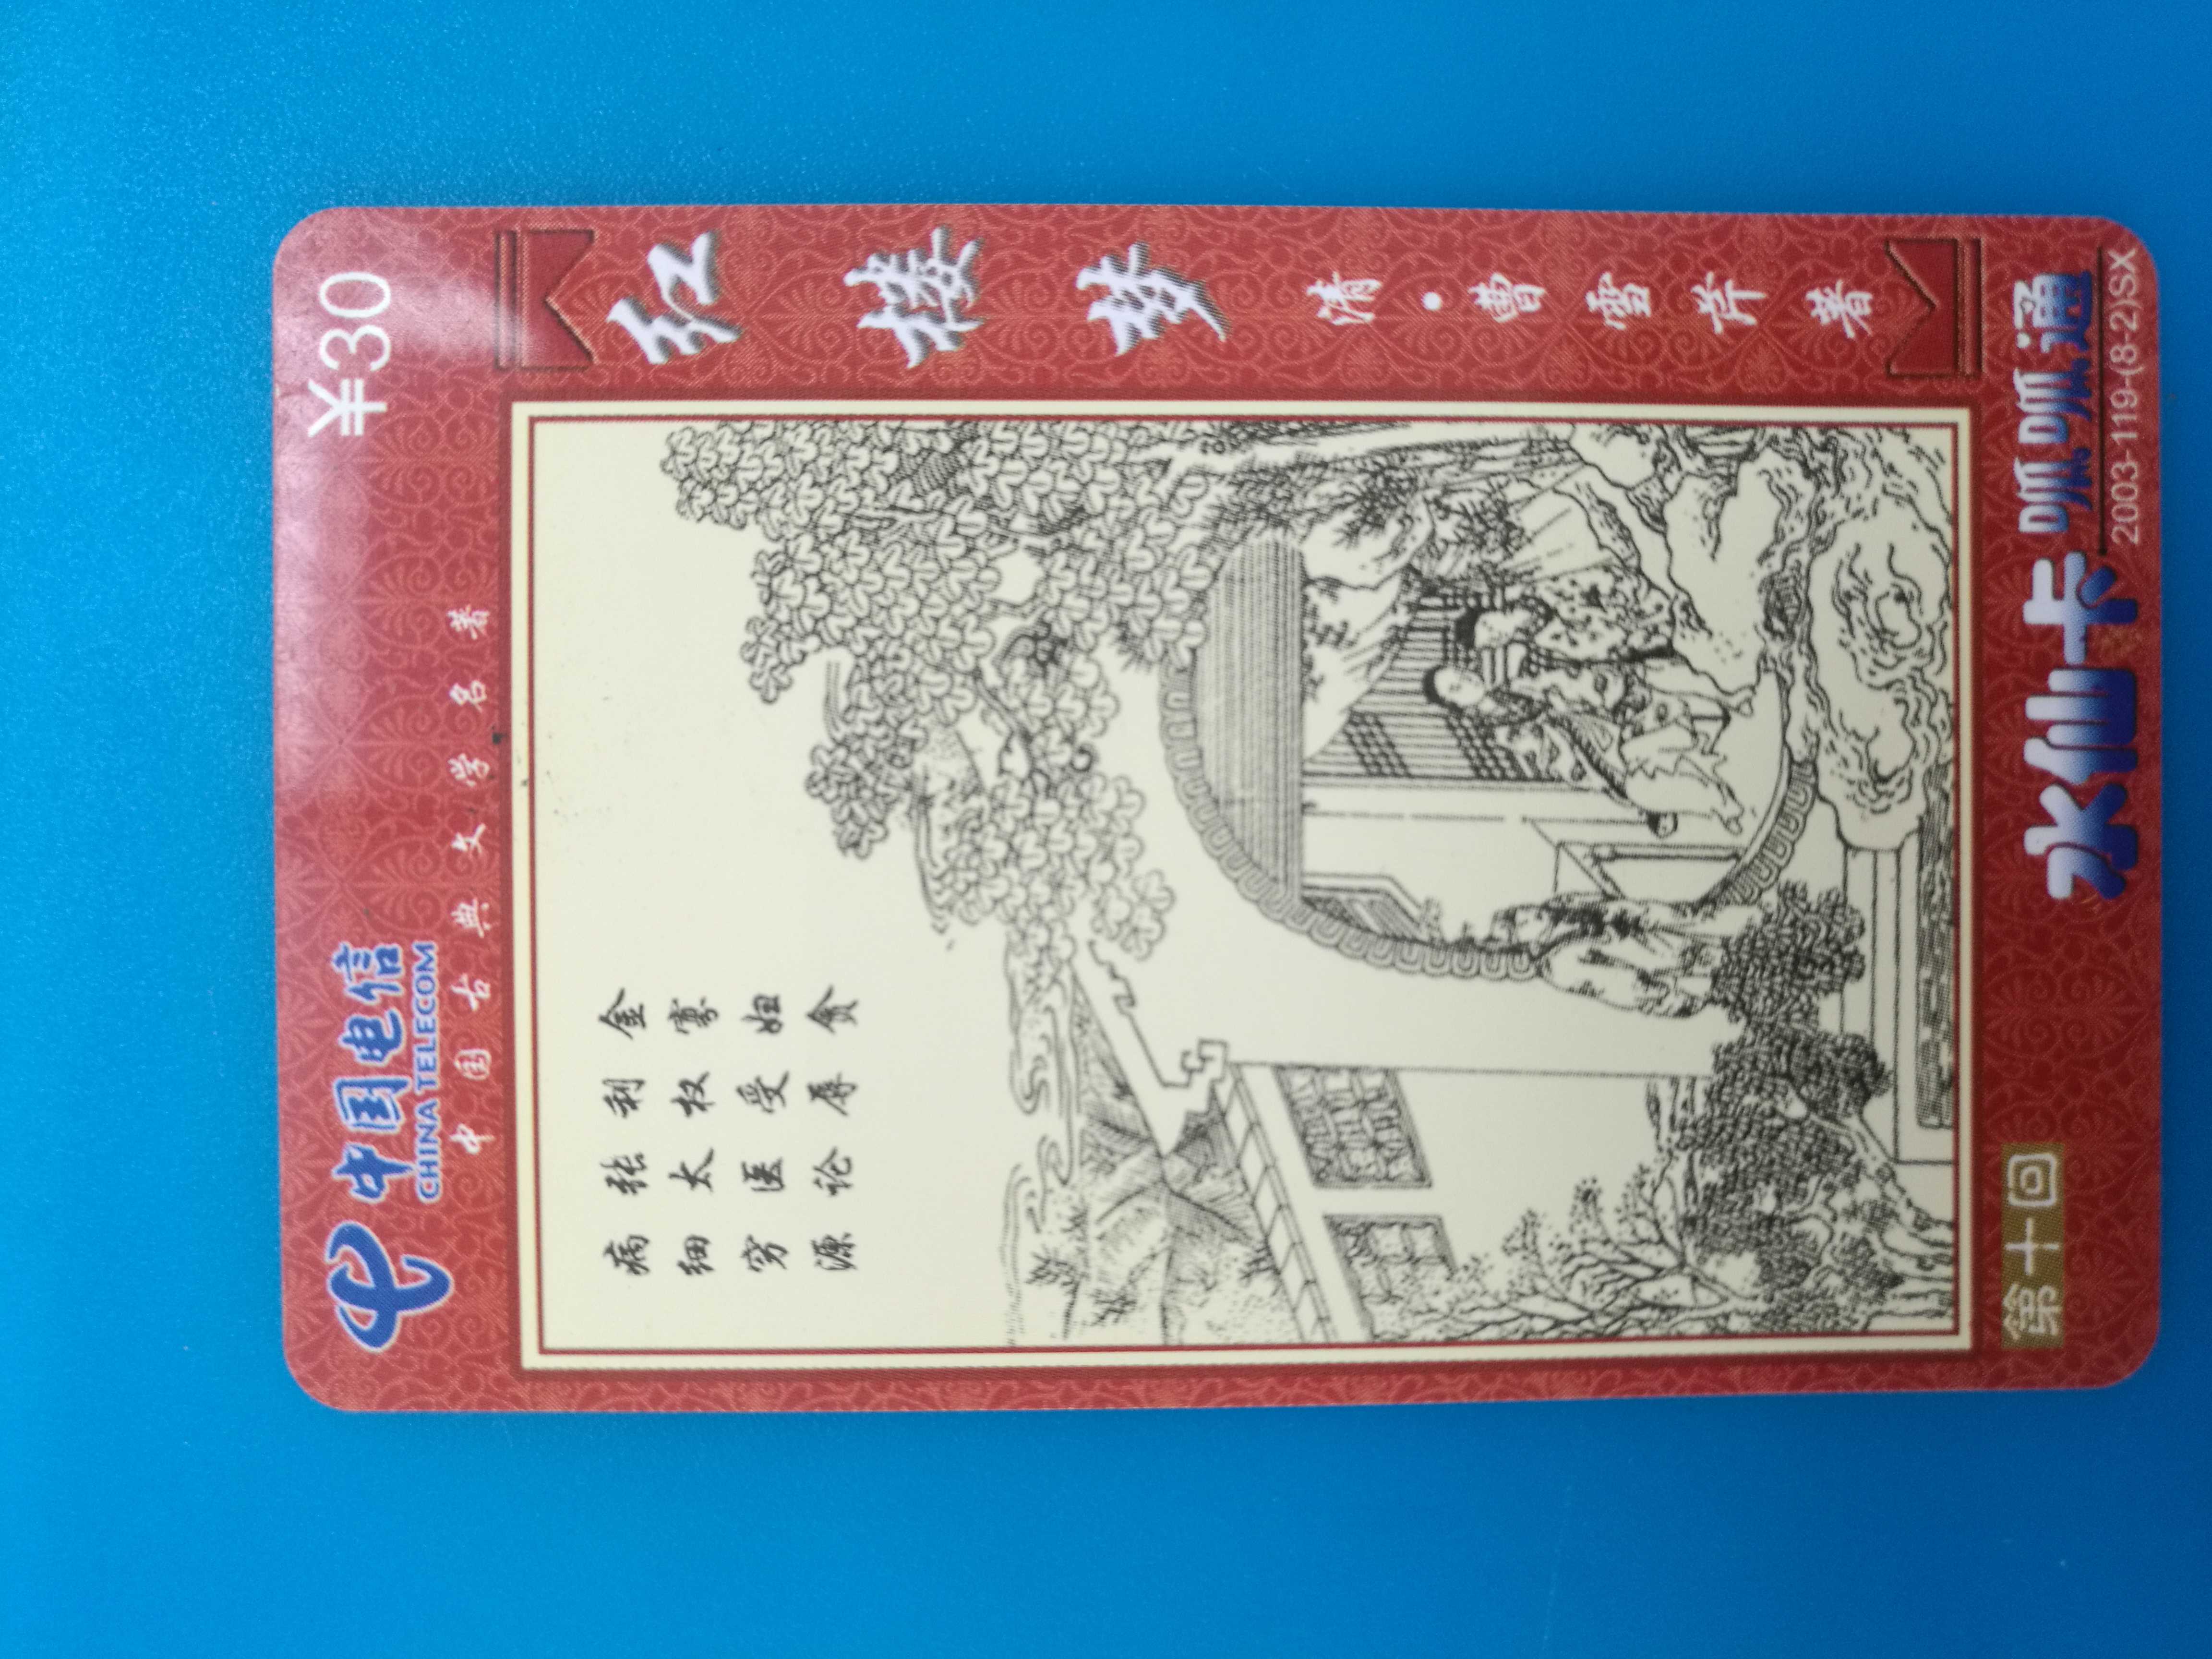 中国电信
CHINA TELECOM
¥30
中国古典文学名著
红楼梦
清·曹雪芹著
金寡妇贪
利权受辱
张太医论
病细穷源
第十回
水仙卡
呱呱通
2003-119-(8-2)SX